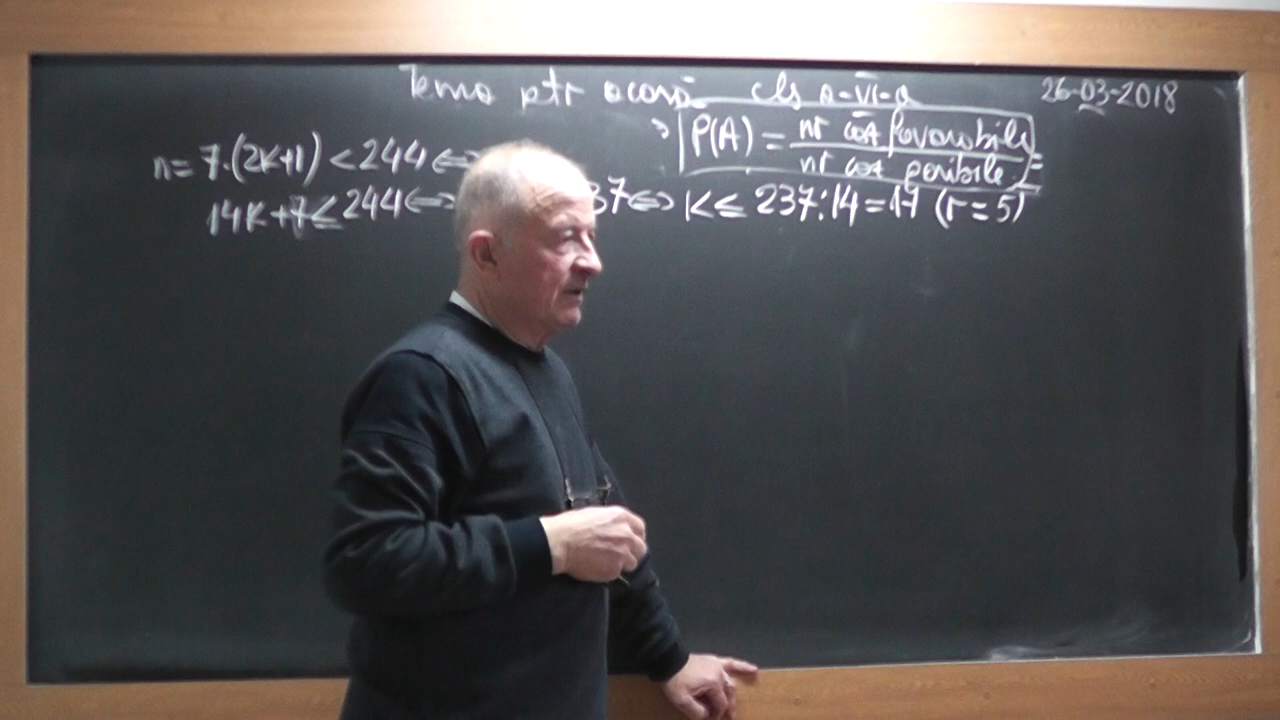 Tema ptr acasă cls a-VI-a 26-03-2018
P(A) = nr caz favorabile / nr caz posibile
n = 7·(2k+1) < 244 ⇔
14k+7 ≤ 244 ⇔ 37 ⇔ k ≤ 237:14 = 17 (r = 5)